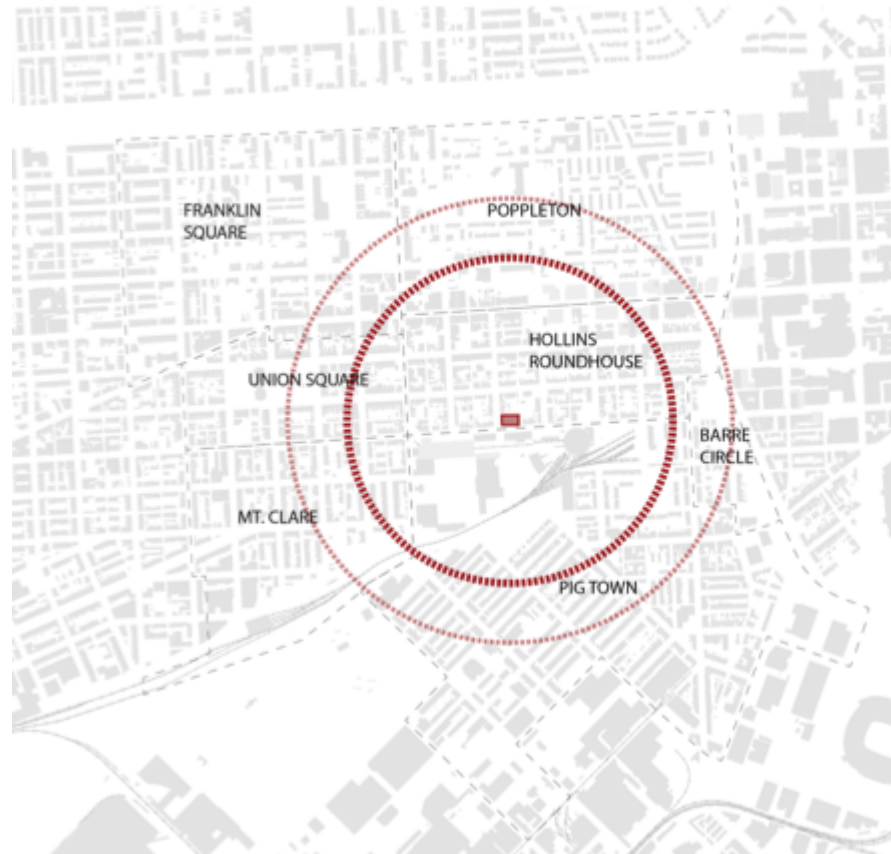 FRANKLIN
SQUARE
POPPLETON
HOLLINS
ROUNDHOUSE
UNION SQUARE
BARRE
CIRCLE
MT. CLARE
PIG TOWN